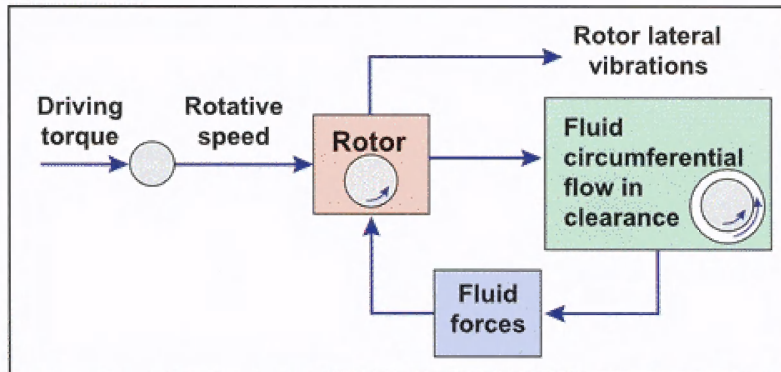 Rotor lateral
vibrations
Driving
torque
Rotative
speed
Rotor
Fluid
circumferential
flow in
clearance
Fluid
forces